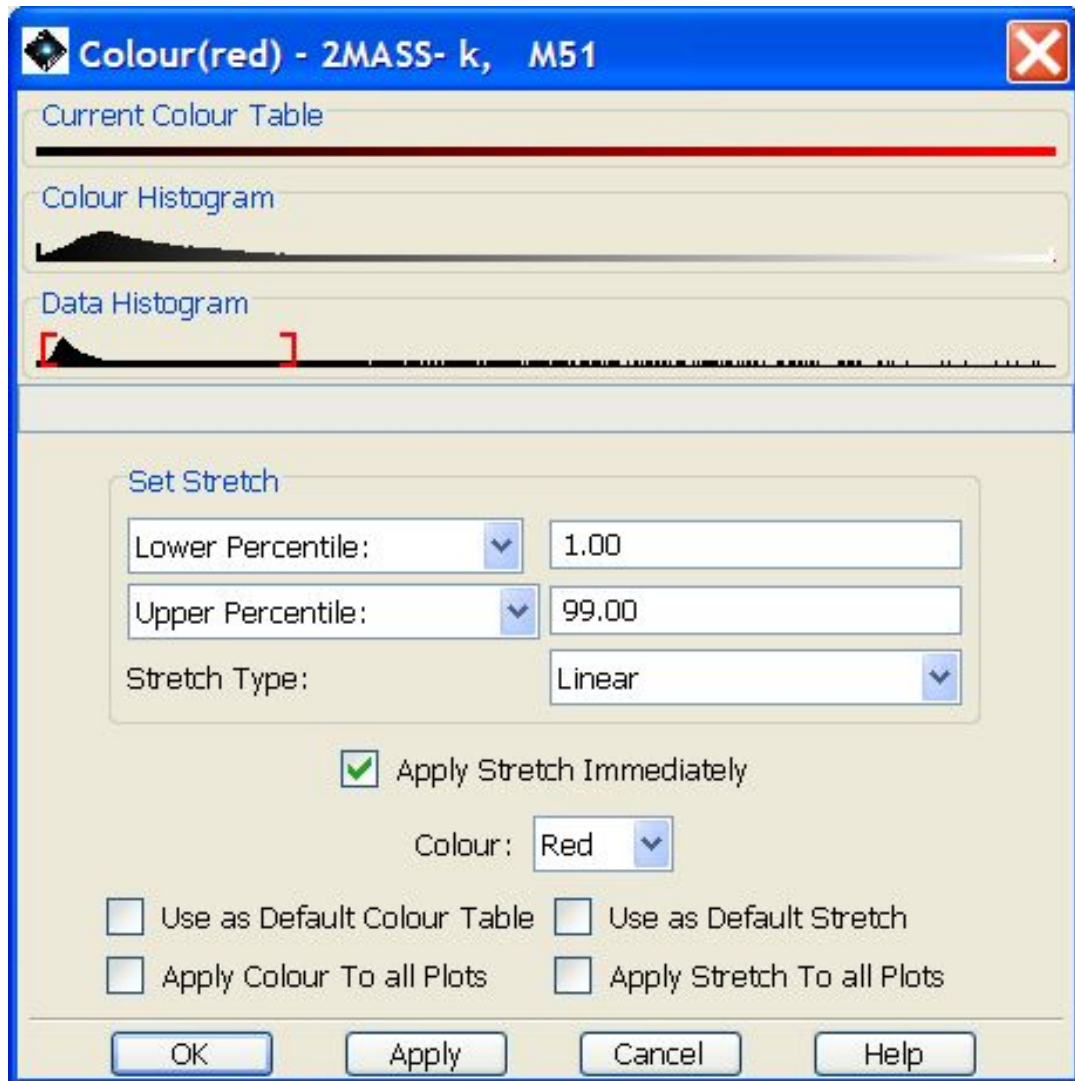 Colour(red) - 2MASS- k, M51
Current Colour Table
Colour Histogram
Data Histogram
Set Stretch
Lower Percentile: 1.00
Upper Percentile: 99.00
Stretch Type: Linear
Apply Stretch Immediately
Colour: Red
Use as Default Colour Table Use as Default Stretch
Apply Colour To all Plots Apply Stretch To all Plots
OK Apply Cancel Help